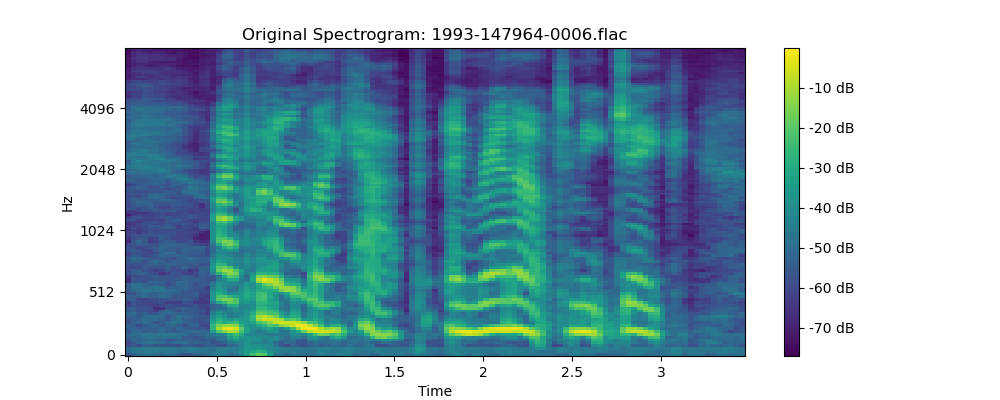 Original Spectrogram: 1993-147964-0006.flac
Hz
4096
2048
1024
512
0
0
0.5
1
1.5
2
2.5
3
Time
-10 dB
-20 dB
-30 dB
-40 dB
-50 dB
-60 dB
-70 dB